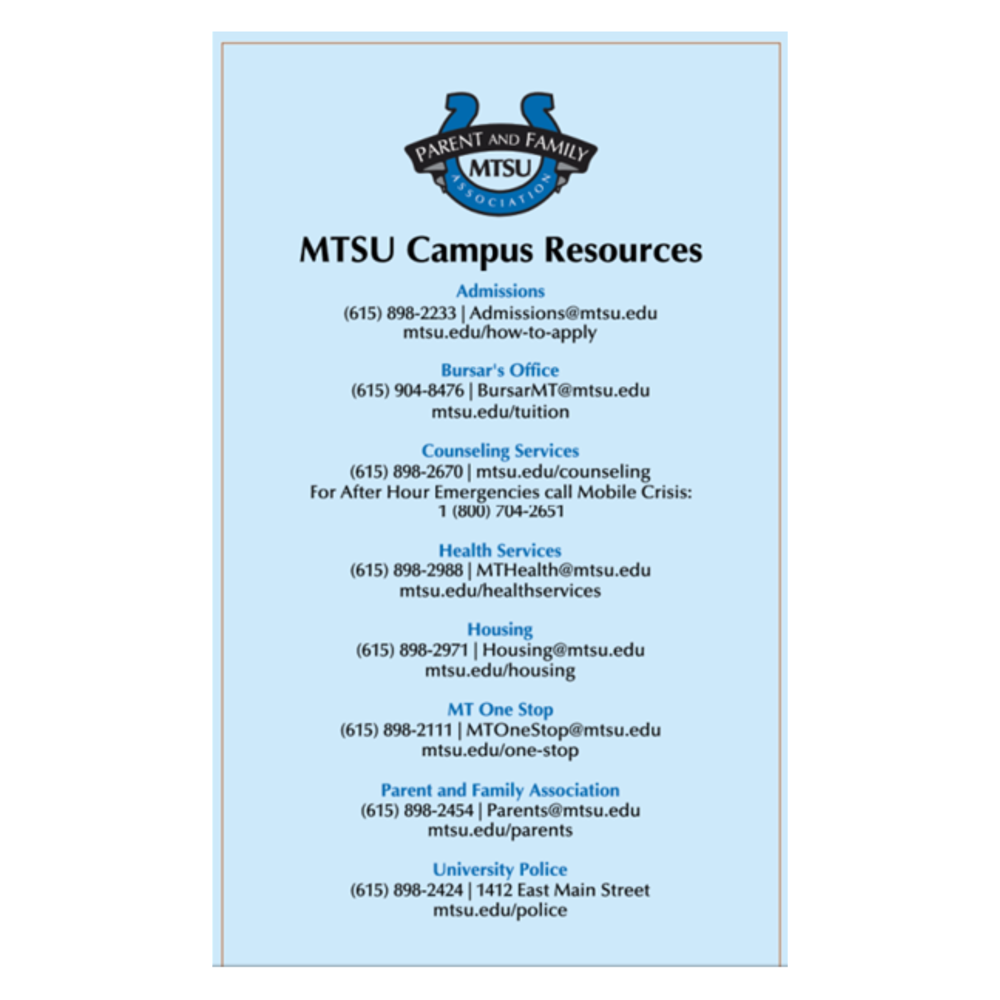 PARENT AND FAMILY
MTSU
ASSOCIATION
MTSU Campus Resources
Admissions
(615) 898-2233 | Admissions@mtsu.edu
mtsu.edu/how-to-apply
Bursar's Office
(615) 904-8476 | BursarMT@mtsu.edu
mtsu.edu/tuition
Counseling Services
(615) 898-2670 | mtsu.edu/counseling
For After Hour Emergencies call Mobile Crisis:
1 (800) 704-2651
Health Services
(615) 898-2988 | MTHealth@mtsu.edu
mtsu.edu/healthservices
Housing
(615) 898-2971 | Housing@mtsu.edu
mtsu.edu/housing
MT One Stop
(615) 898-2111 | MTOneStop@mtsu.edu
mtsu.edu/one-stop
Parent and Family Association
(615) 898-2454 | Parents@mtsu.edu
mtsu.edu/parents
University Police
(615) 898-2424 | 1412 East Main Street
mtsu.edu/police